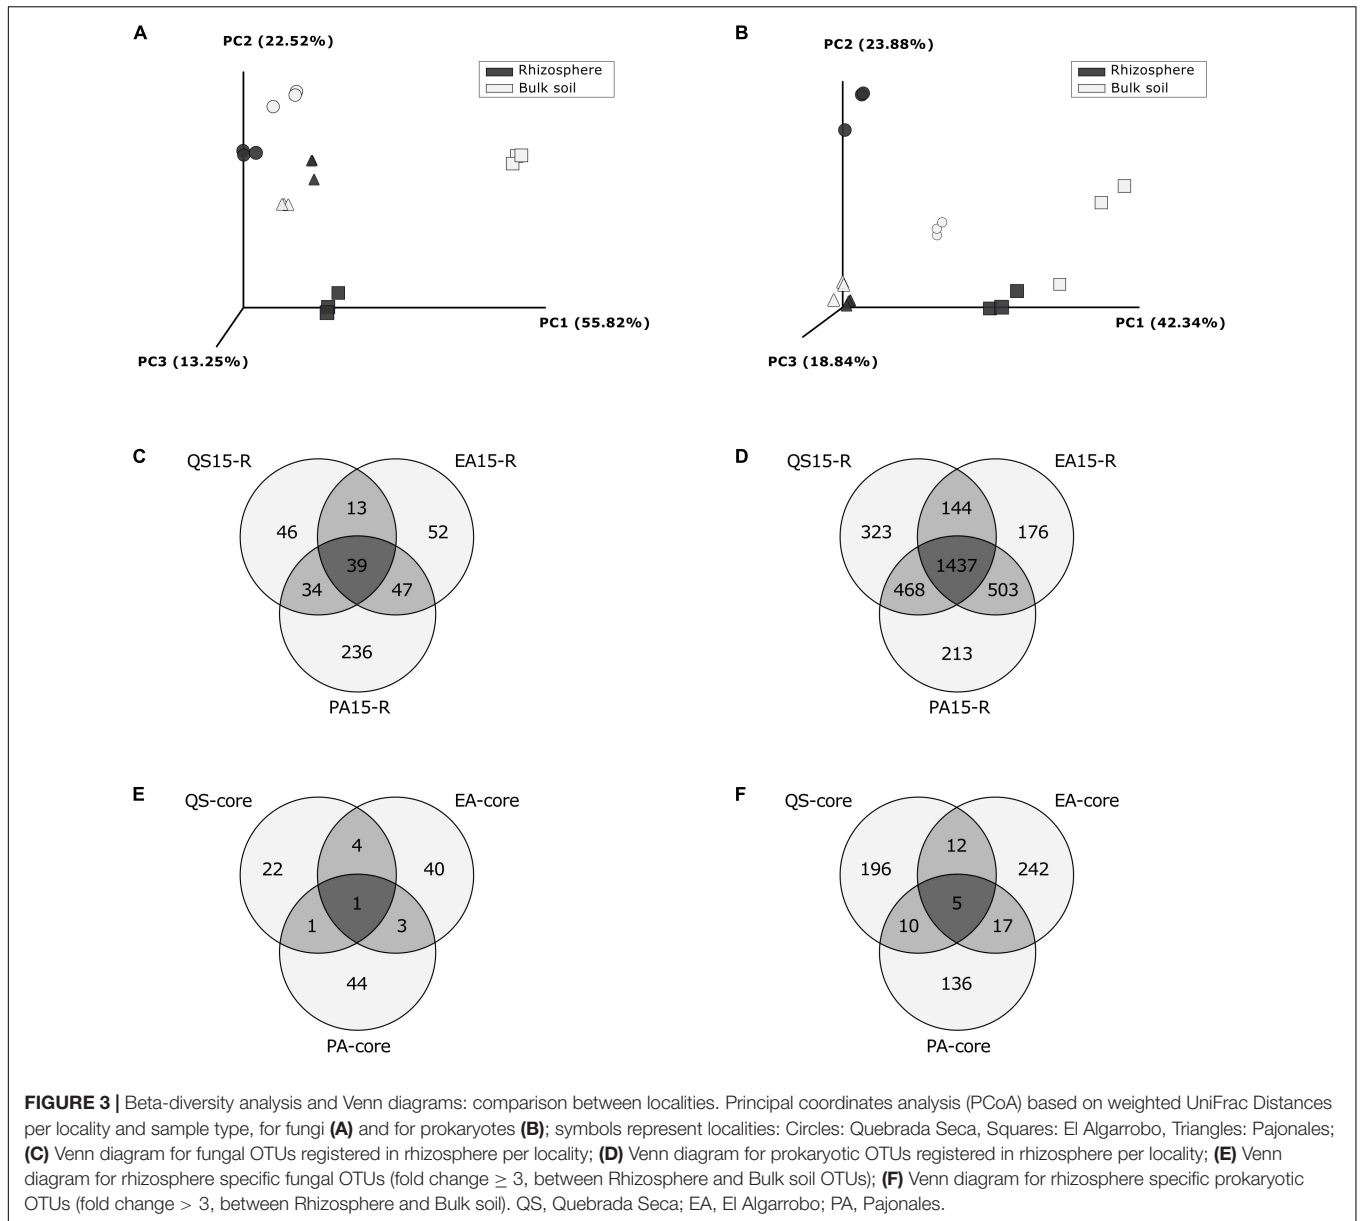 A
PC2 (22.52%)
Rhizosphere
Bulk soil
PC1 (55.82%)
PC3 (13.25%)
B
PC2 (23.88%)
Rhizosphere
Bulk soil
PC1 (42.34%)
PC3 (18.84%)
C
QS15-R
EA15-R
13
46
52
39
34
47
236
PA15-R
D
QS15-R
EA15-R
144
323
176
1437
468
503
213
PA15-R
E
QS-core
EA-core
4
22
40
1
1
3
44
PA-core
F
QS-core
EA-core
12
196
242
5
10
17
136
PA-core
FIGURE 3 | Beta-diversity analysis and Venn diagrams: comparison between localities. Principal coordinates analysis (PCoA) based on weighted UniFrac Distances
per locality and sample type, for fungi (A) and for prokaryotes (B); symbols represent localities: Circles: Quebrada Seca, Squares: El Algarrobo, Triangles: Pajonales;
(C) Venn diagram for fungal OTUs registered in rhizosphere per locality; (D) Venn diagram for prokaryotic OTUs registered in rhizosphere per locality; (E) Venn
diagram for rhizosphere specific fungal OTUs (fold change ≥ 3, between Rhizosphere and Bulk soil OTUs); (F) Venn diagram for rhizosphere specific prokaryotic
OTUs (fold change > 3, between Rhizosphere and Bulk soil). QS, Quebrada Seca; EA, El Algarrobo; PA, Pajonales.